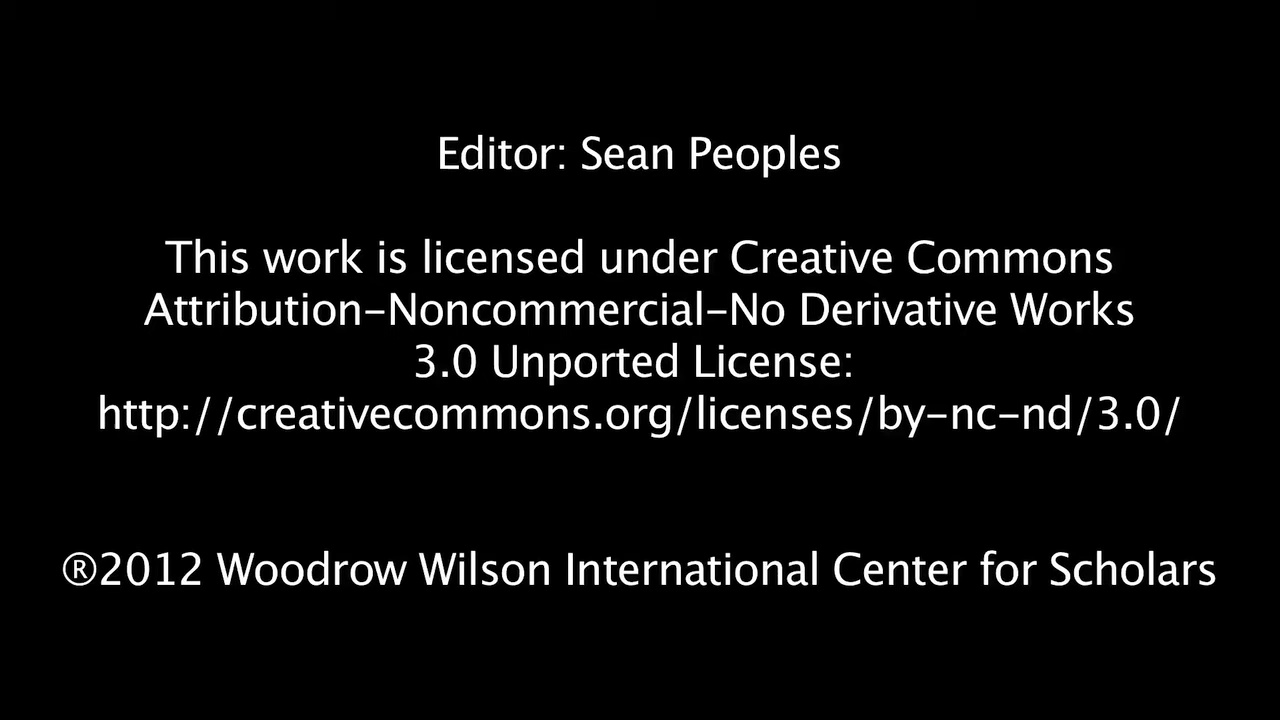 Editor: Sean Peoples
This work is licensed under Creative Commons
Attribution-Noncommercial-No Derivative Works
3.0 Unported License:
http://creativecommons.org/licenses/by-nc-nd/3.0/
®2012 Woodrow Wilson International Center for Scholars